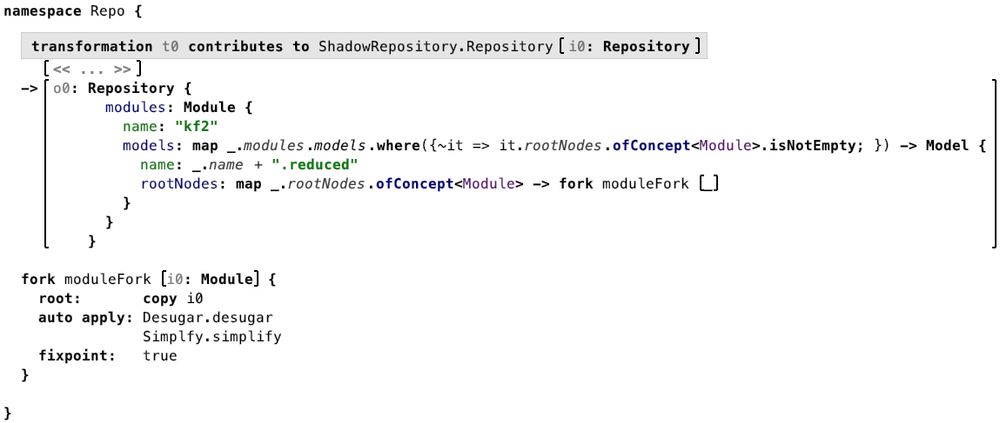 namespace Repo {
transformation t0 contributes to ShadowRepository.Repository [ i0: Repository ]
[ << ... >> ]
-> [ o0: Repository {
modules: Module {
name: "kf2"
models: map _.modules.models.where({~it => it.rootNodes.ofConcept<Module>.isNotEmpty; }) -> Model {
name: _.name + ".reduced"
rootNodes: map _.rootNodes.ofConcept<Module> -> fork moduleFork [_]
}
}
} ]
fork moduleFork [i0: Module] {
root: copy i0
auto apply: Desugar.desugar
Simplfy.simplify
fixpoint: true
}
}